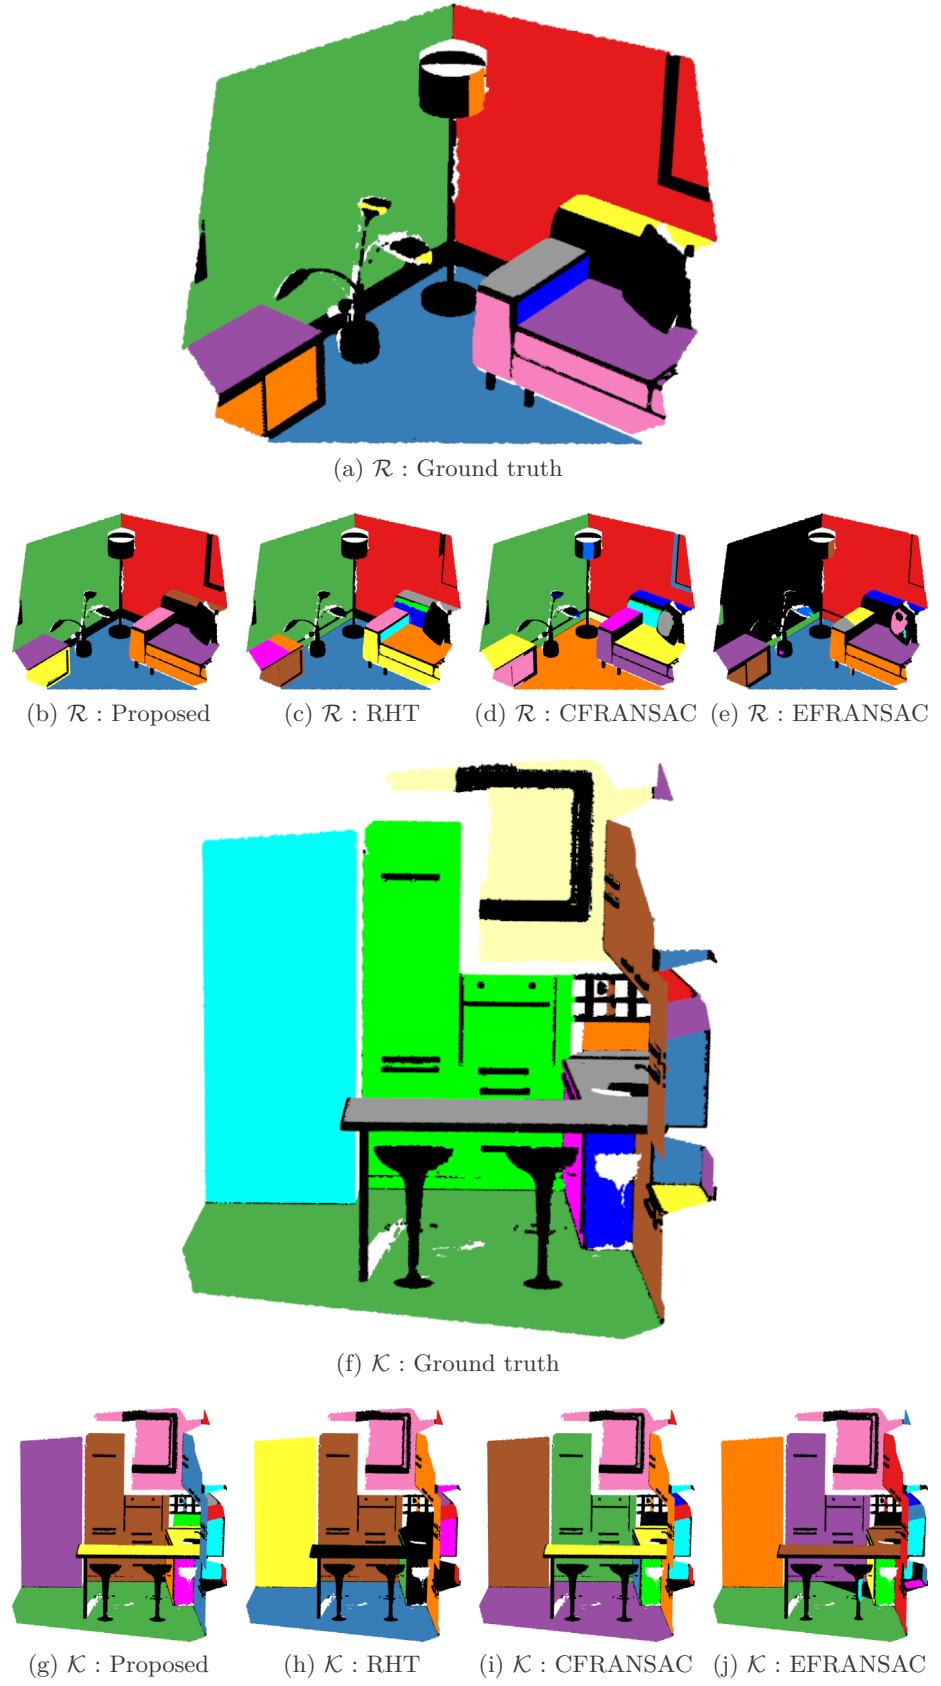 (a) ℛ : Ground truth
(b) ℛ : Proposed (c) ℛ : RHT (d) ℛ : CFRANSAC (e) ℛ : EFRANSAC
(f) 𝒦 : Ground truth
(g) 𝒦 : Proposed (h) 𝒦 : RHT (i) 𝒦 : CFRANSAC (j) 𝒦 : EFRANSAC